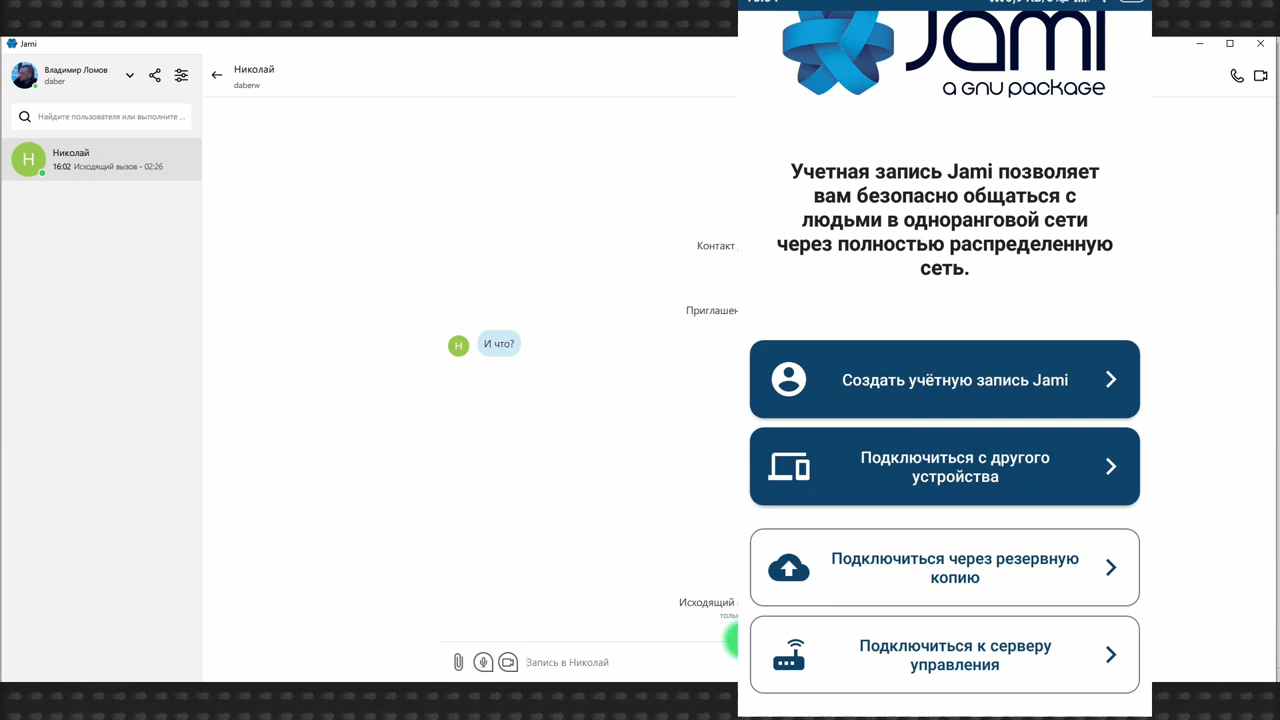 Jami
Владимир Ломов
daber
Найдите пользователя или выполните ...
Николай
16:02 Исходящий вызов - 02:26
Николай
daberw
Контакт
Приглашен
И что?
Исходящий
тольк
Запись в Николай
Jami
a GNU package
Учетная запись Jami позволяет
вам безопасно общаться с
людьми в одноранговой сети
через полностью распределенную
сеть.
Создать учётную запись Jami
Подключиться с другого
устройства
Подключиться через резервную
копию
Подключиться к серверу
управления